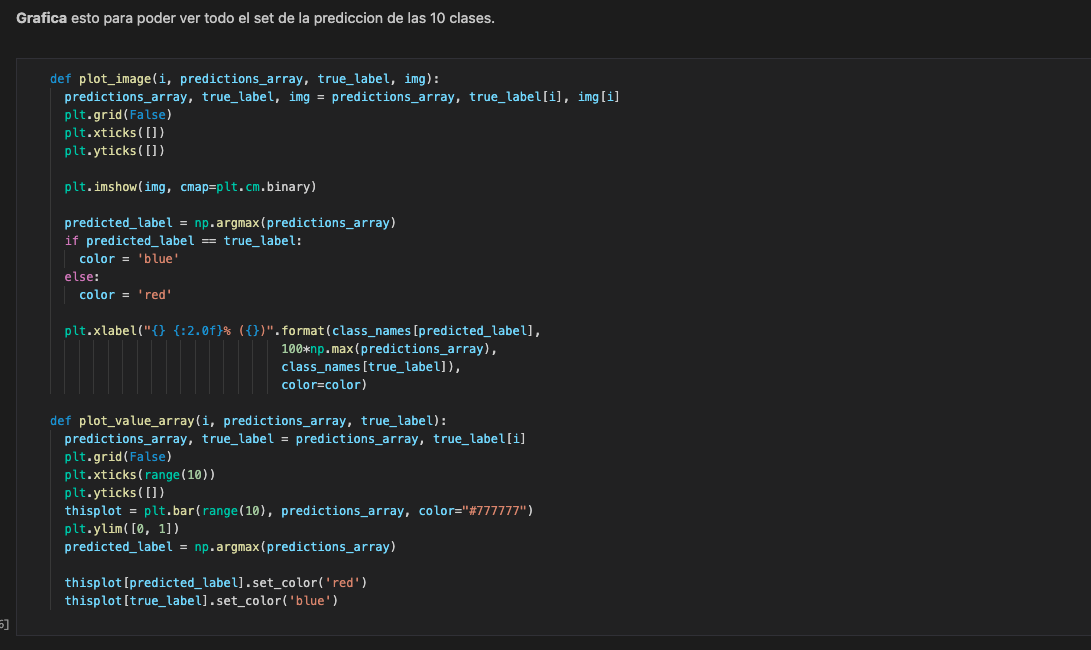 Grafica esto para poder ver todo el set de la prediccion de las 10 clases.
def plot_image(i, predictions_array, true_label, img):
  predictions_array, true_label, img = predictions_array, true_label[i], img[i]
  plt.grid(False)
  plt.xticks([])
  plt.yticks([])
  plt.imshow(img, cmap=plt.cm.binary)
  predicted_label = np.argmax(predictions_array)
  if predicted_label == true_label:
    color = 'blue'
  else:
    color = 'red'
  plt.xlabel("{} {:2.0f}% ({})".format(class_names[predicted_label],
                                100*np.max(predictions_array),
                                class_names[true_label]),
                                color=color)
def plot_value_array(i, predictions_array, true_label):
  predictions_array, true_label = predictions_array, true_label[i]
  plt.grid(False)
  plt.xticks(range(10))
  plt.yticks([])
  thisplot = plt.bar(range(10), predictions_array, color="#777777")
  plt.ylim([0, 1])
  predicted_label = np.argmax(predictions_array)
  thisplot[predicted_label].set_color('red')
  thisplot[true_label].set_color('blue')